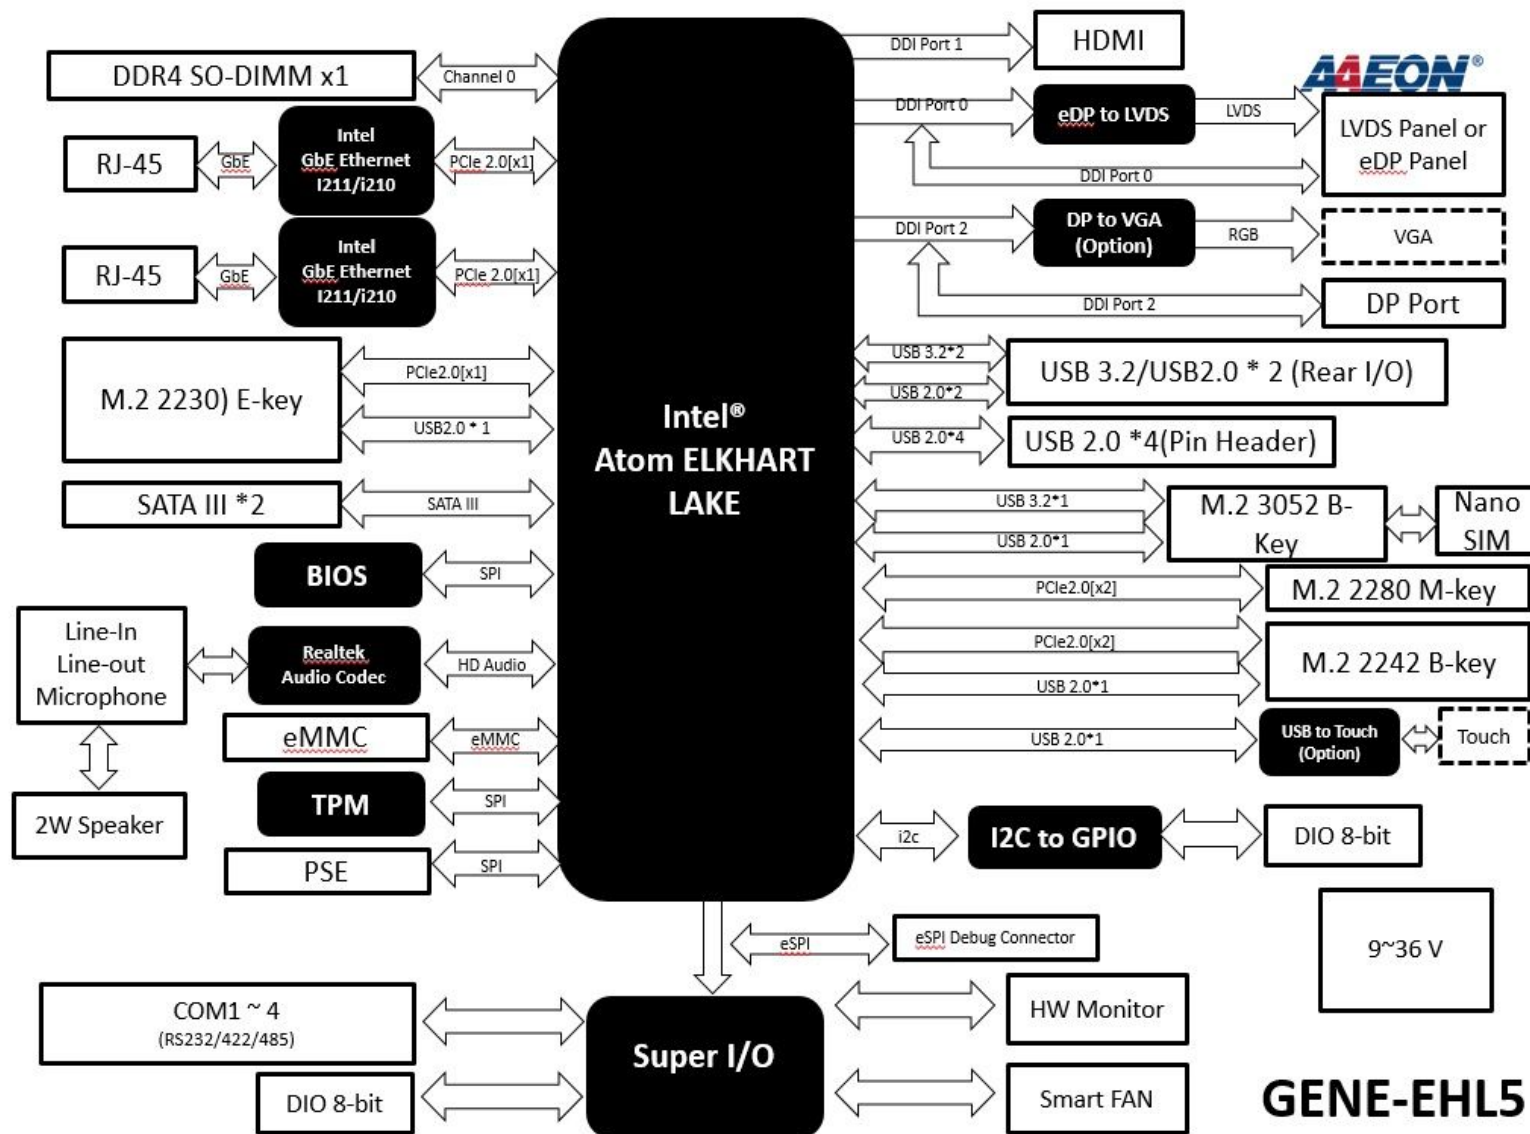 DDR4 SO-DIMM x1
Channel 0
RJ-45
GbE
Intel
GbE Ethernet
I211/i210
PCIe 2.0[x1]
RJ-45
GbE
Intel
GbE Ethernet
I211/i210
PCIe 2.0[x1]
M.2 2230) E-key
PCIe2.0[x1]
USB2.0 * 1
SATA III *2
SATA III
BIOS
SPI
Line-In
Line-out
Microphone
Realtek
Audio Codec
HD Audio
eMMC
eMMC
2W Speaker
TPM
SPI
PSE
SPI
Intel®
Atom ELKHART
LAKE
DDI Port 1
HDMI
AAEON®
DDI Port 0
eDP to LVDS
LVDS
LVDS Panel or
eDP Panel
DDI Port 0
DDI Port 2
DP to VGA
(Option)
RGB
VGA
DDI Port 2
DP Port
USB 3.2*2
USB 2.0*2
USB 3.2/USB2.0 * 2 (Rear I/O)
USB 2.0*4
USB 2.0 *4(Pin Header)
USB 3.2*1
USB 2.0*1
M.2 3052 B-
Key
Nano
SIM
PCIe2.0[x2]
M.2 2280 M-key
PCIe2.0[x2]
USB 2.0*1
M.2 2242 B-key
USB 2.0*1
USB to Touch
(Option)
Touch
i2c
I2C to GPIO
DIO 8-bit
eSPI
eSPI Debug Connector
9~36 V
COM1 ~ 4
(RS232/422/485)
DIO 8-bit
Super I/O
HW Monitor
Smart FAN
GENE-EHL5